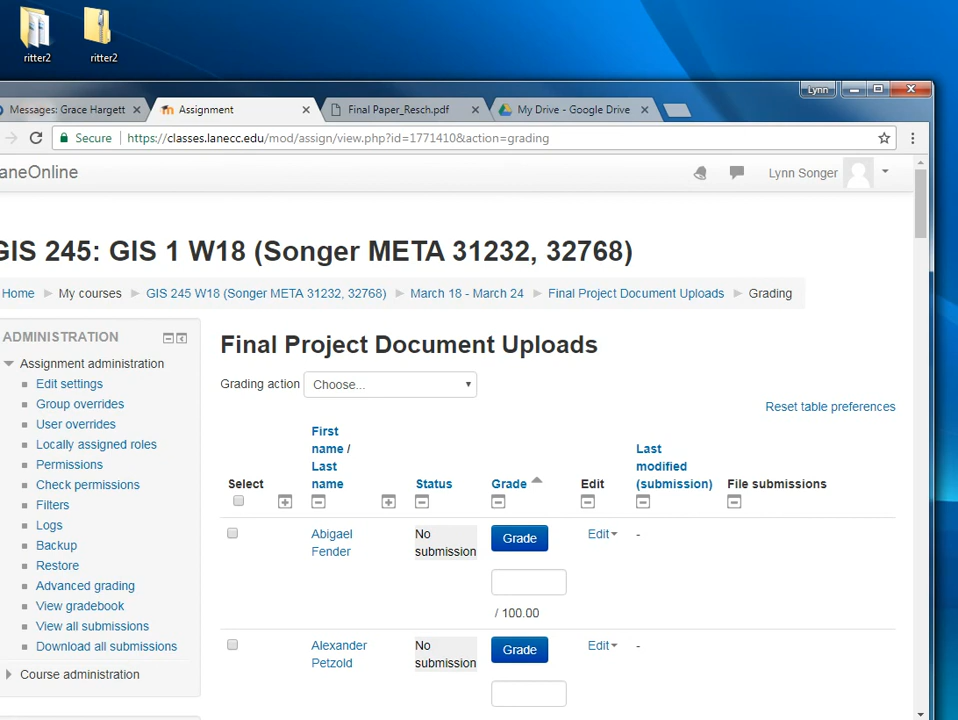 ritter2
ritter2
Lynn
Messages: Grace Hargett
Assignment
Final Paper_Resch.pdf
My Drive - Google Drive
Secure
https://classes.lanecc.edu/mod/assign/view.php?id=1771410&action=grading
aneOnline
Lynn Songer
GIS 245: GIS 1 W18 (Songer META 31232, 32768)
Home
My courses
GIS 245 W18 (Songer META 31232, 32768)
March 18 - March 24
Final Project Document Uploads
Grading
ADMINISTRATION
Assignment administration
Edit settings
Group overrides
User overrides
Locally assigned roles
Permissions
Check permissions
Filters
Logs
Backup
Restore
Advanced grading
View gradebook
View all submissions
Download all submissions
Course administration
Final Project Document Uploads
Grading action
Choose...
Reset table preferences
Select
First
name /
Last
name
Status
Grade
Edit
Last
modified
(submission)
File submissions
Abigael
Fender
No
submission
Grade
Edit
-
/ 100.00
Alexander
Petzold
No
submission
Grade
Edit
-